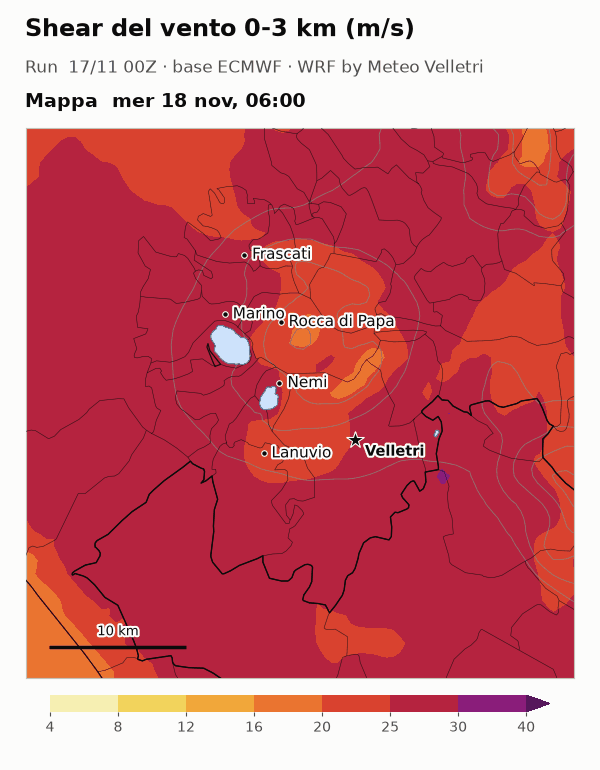 Shear del vento 0-3 km (m/s)
Run  17/11 00Z · base ECMWF · WRF by Meteo Velletri
Mappa  mer 18 nov, 06:00
Frascati
Marino
Rocca di Papa
Nemi
Velletri
Lanuvio
10 km
4 8 12 16 20 25 30 40